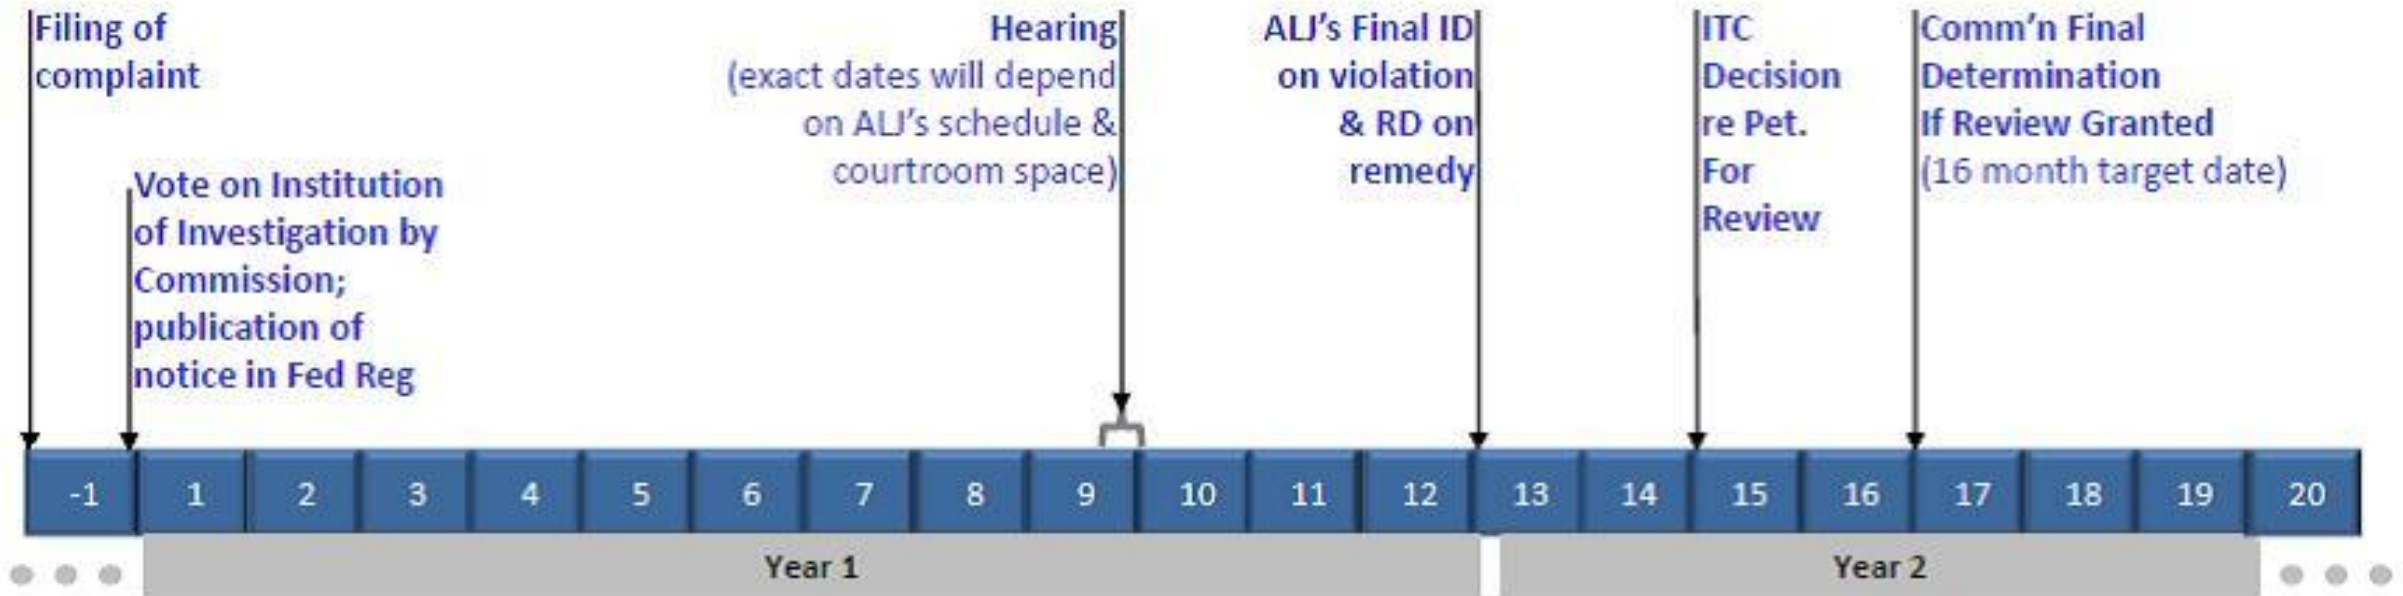 Filing of
complaint
Vote on Institution
of Investigation by
Commission;
publication of
notice in Fed Reg
Hearing
(exact dates will depend
on ALJ's schedule &
courtroom space)
ALJ's Final ID
on violation
& RD on
remedy
ITC
Decision
re Pet.
For
Review
Comm'n Final
Determination
If Review Granted
(16 month target date)
-1 1 2 3 4 5 6 7 8 9 10 11 12 13 14 15 16 17 18 19 20
Year 1 Year 2